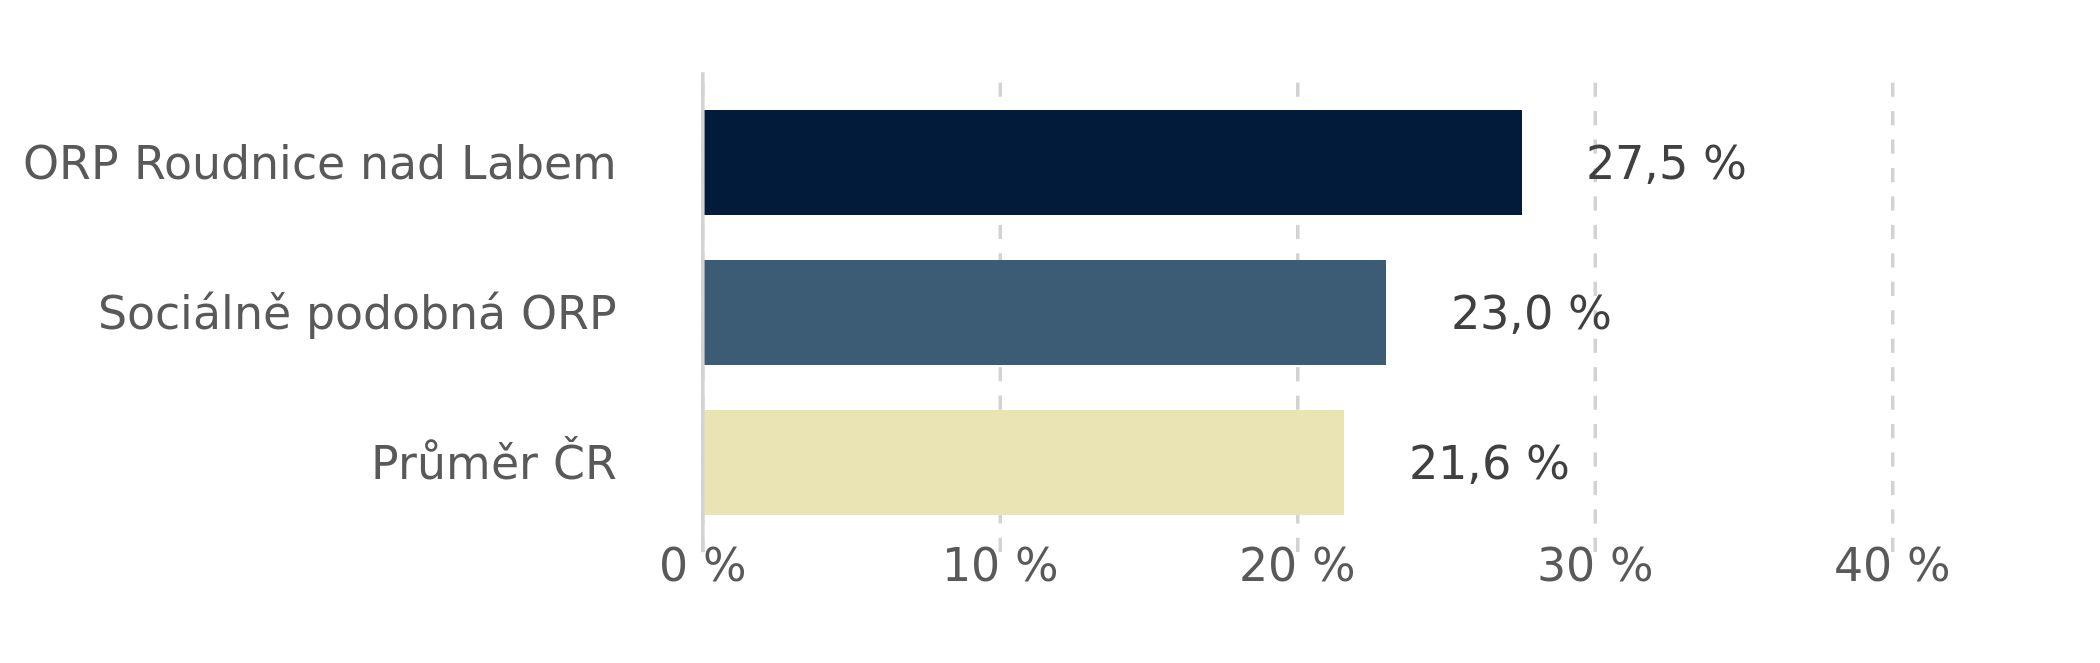 ORP Roudnice nad Labem 27,5 %
Sociálně podobná ORP 23,0 %
Průměr ČR 21,6 %
0 % 10 % 20 % 30 % 40 %